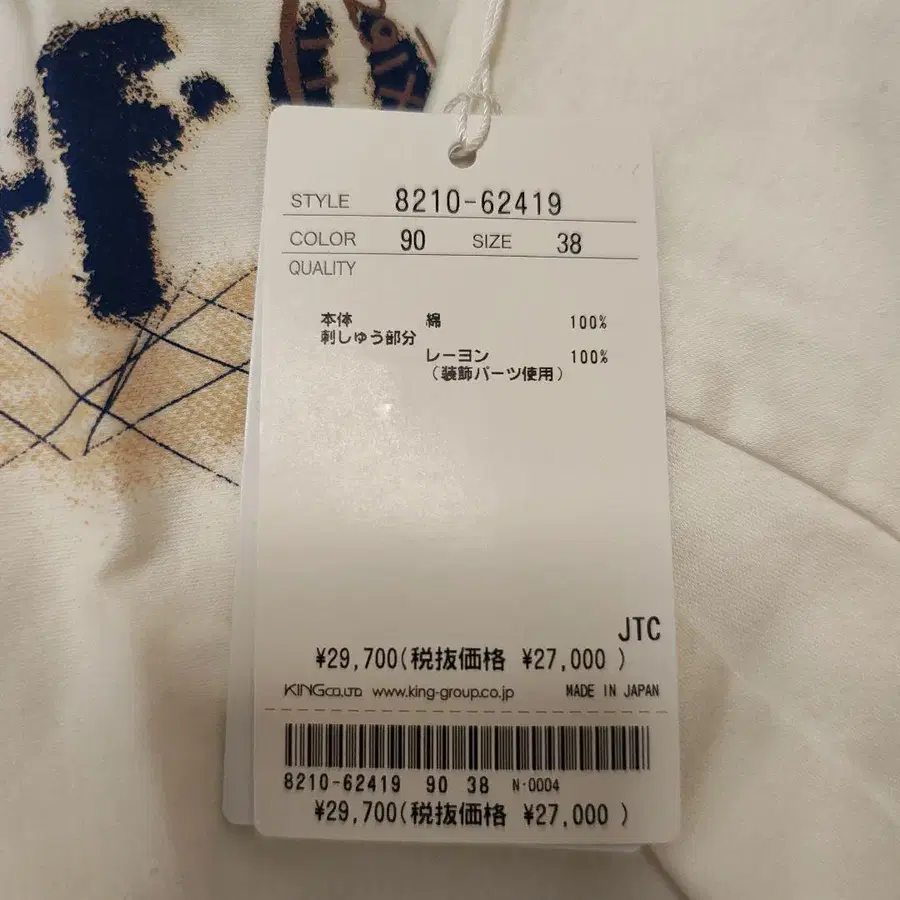 STYLE 8210-62419
COLOR 90 SIZE 38
QUALITY
本体 綿 100%
刺しゅう部分
レーヨン 100%
(装飾パーツ使用)
JTC
¥29,700(税抜価格 ¥27,000 )
KING CO.,LTD www.king-group.co.jp MADE IN JAPAN
8210-62419 90 38 N-0004
¥29,700(税抜価格 ¥27,000 )